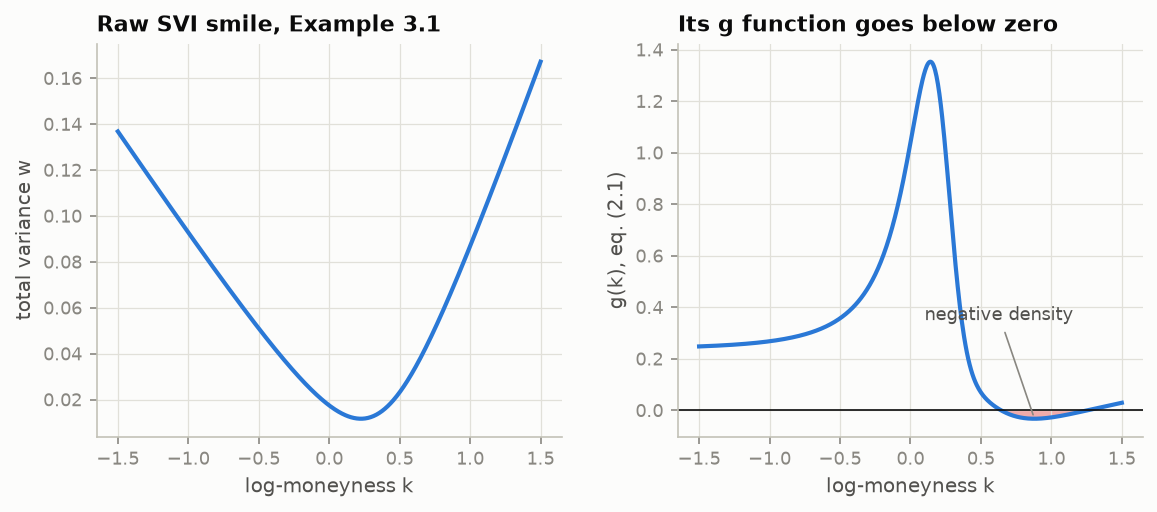 Raw SVI smile, Example 3.1
total variance w
0.16
0.14
0.12
0.10
0.08
0.06
0.04
0.02
−1.5 −1.0 −0.5 0.0 0.5 1.0 1.5
log-moneyness k
Its g function goes below zero
g(k), eq. (2.1)
1.4
1.2
1.0
0.8
0.6
0.4
0.2
0.0
negative density
−1.5 −1.0 −0.5 0.0 0.5 1.0 1.5
log-moneyness k